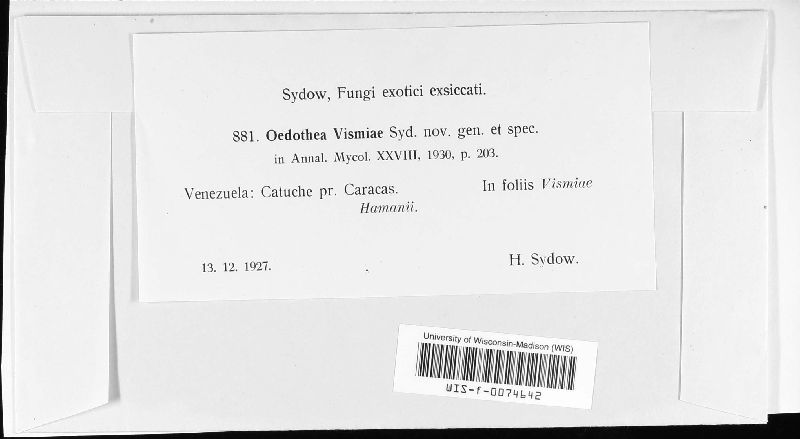 Sydow, Fungi exotici exsiccati.
881. Oedothea Vismiae Syd. nov. gen. et spec.
in Annal. Mycol. XXVIII, 1930, p. 203.
Venezuela: Catuche pr. Caracas. In foliis Vismiae
Hamanii.
13. 12. 1927. H. Sydow.
University of Wisconsin-Madison (WIS)
WIS-f-0074642